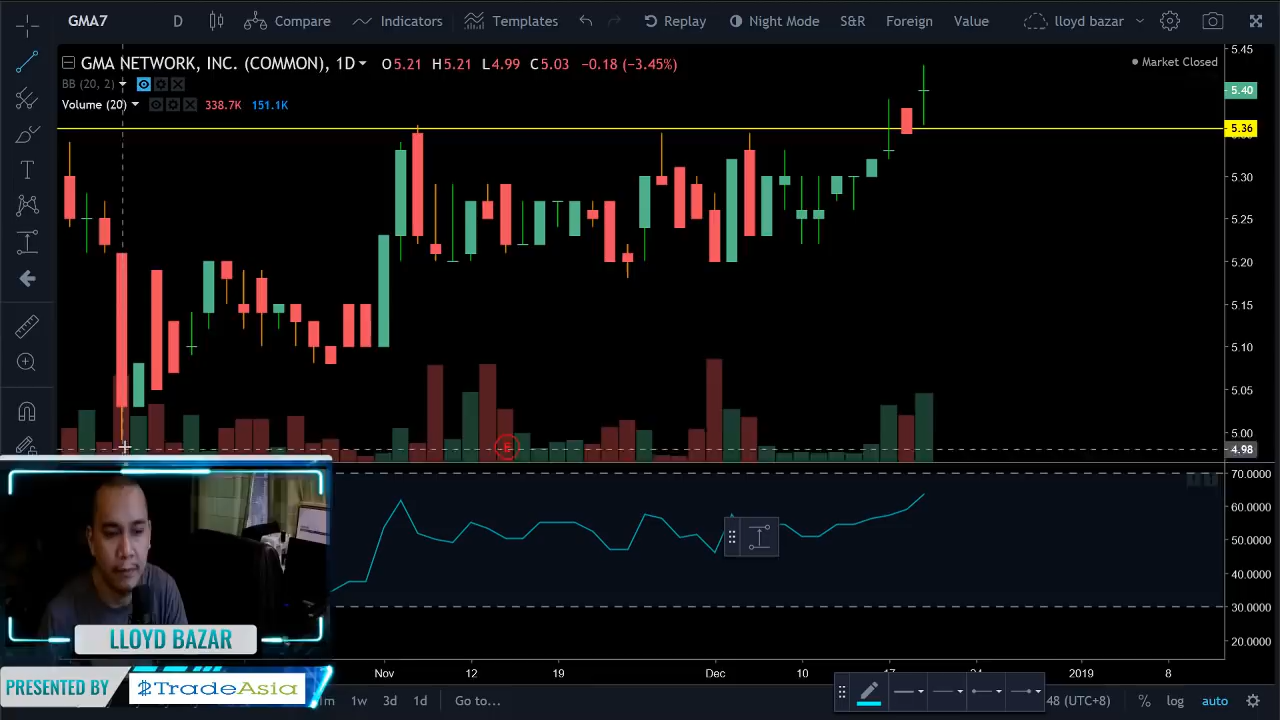 GMA7 D Compare Indicators Templates Replay Night Mode S&R Foreign Value lloyd bazar
GMA NETWORK, INC. (COMMON), 1D O5.21 H5.21 L4.99 C5.03 −0.18 (−3.45%)
Market Closed
BB (20, 2)
Volume (20) 338.7K 151.1K
5.45
5.40
5.36
5.30
5.25
5.20
5.15
5.10
5.05
5.00
4.98
E
70.0000
60.0000
50.0000
40.0000
30.0000
20.0000
LLOYD BAZAR
Nov 12 19 Dec 10 17 24 2019 8
PRESENTED BY $TradeAsia
1w 3d 1d Go to... 48 (UTC+8) % log auto